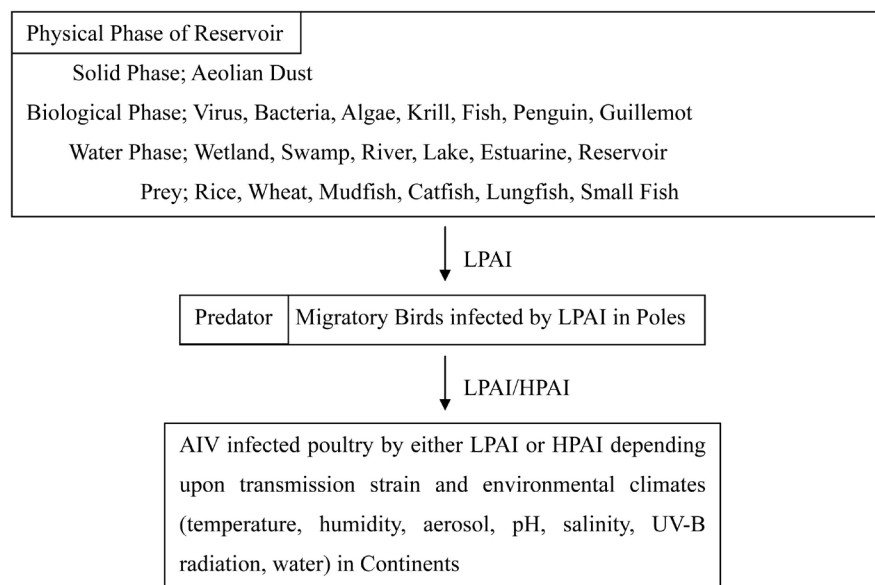 Physical Phase of Reservoir
Solid Phase; Aeolian Dust
Biological Phase; Virus, Bacteria, Algae, Krill, Fish, Penguin, Guillemot
Water Phase; Wetland, Swamp, River, Lake, Estuarine, Reservoir
Prey; Rice, Wheat, Mudfish, Catfish, Lungfish, Small Fish
LPAI
Predator Migratory Birds infected by LPAI in Poles
LPAI/HPAI
AIV infected poultry by either LPAI or HPAI depending
upon transmission strain and environmental climates
(temperature, humidity, aerosol, pH, salinity, UV-B
radiation, water) in Continents